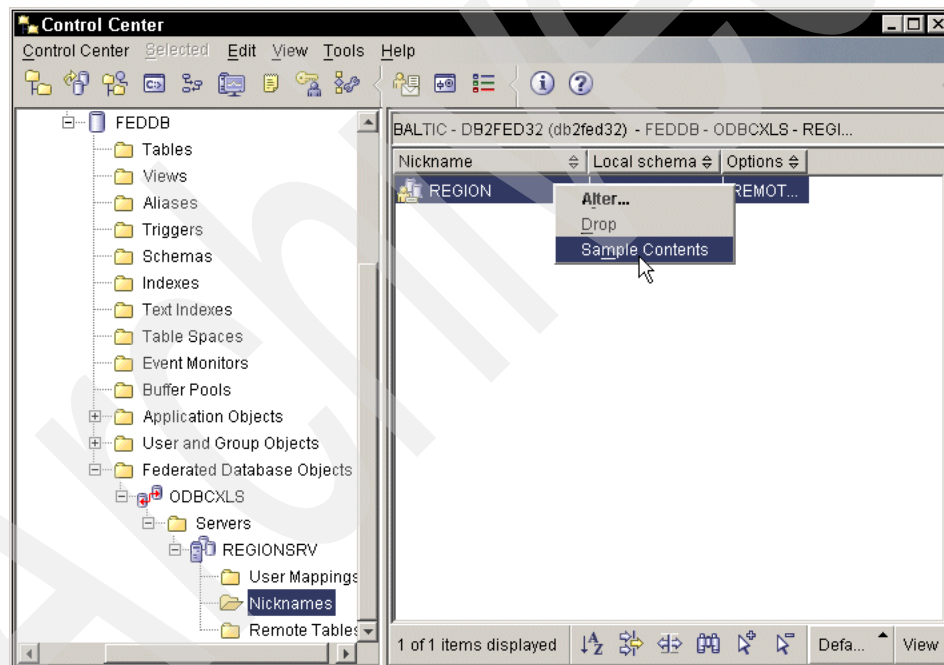 Control Center
Control Center Selected Edit View Tools Help
FEDDB
Tables
Views
Aliases
Triggers
Schemas
Indexes
Text Indexes
Table Spaces
Event Monitors
Buffer Pools
Application Objects
User and Group Objects
Federated Database Objects
ODBCXLS
Servers
REGIONSRV
User Mappings
Nicknames
Remote Tables
BALTIC - DB2FED32 (db2fed32) - FEDDB - ODBCXLS - REGI...
Nickname Local schema Options
REGION REMOT...
Alter...
Drop
Sample Contents
1 of 1 items displayed Defa... View